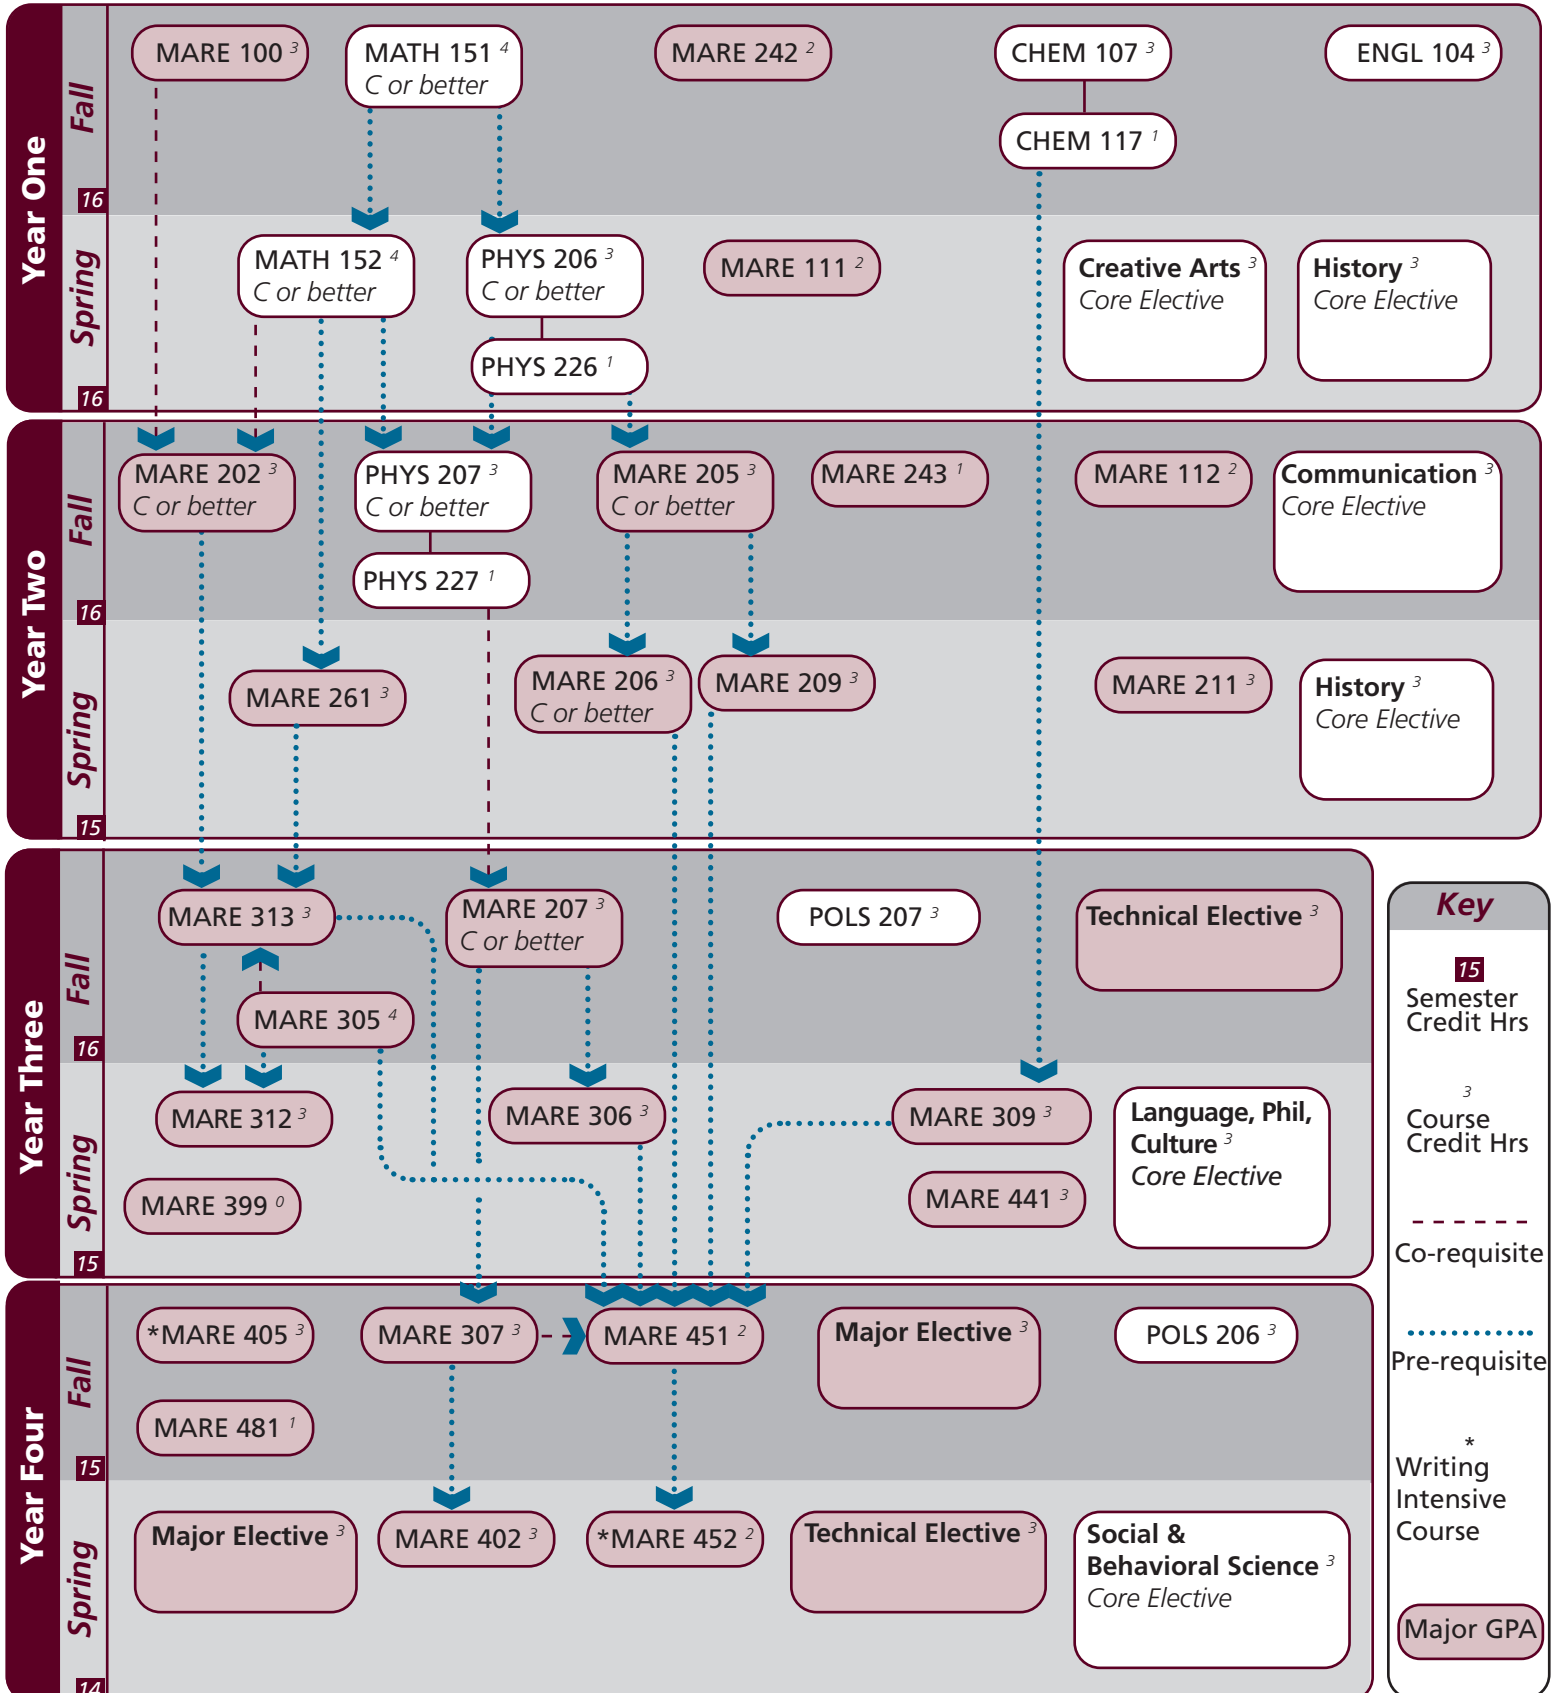 Year One
Fall
MARE 100 3
MATH 151 4
C or better
MARE 242 2
CHEM 107 3
ENGL 104 3
CHEM 117 1
16
Spring
MATH 152 4
C or better
PHYS 206 3
C or better
MARE 111 2
Creative Arts 3
Core Elective
History 3
Core Elective
PHYS 226 1
16
Year Two
Fall
MARE 202 3
C or better
PHYS 207 3
C or better
MARE 205 3
C or better
MARE 243 1
MARE 112 2
Communication 3
Core Elective
PHYS 227 1
16
Spring
MARE 261 3
MARE 206 3
C or better
MARE 209 3
MARE 211 3
History 3
Core Elective
15
Year Three
Fall
MARE 313 3
MARE 207 3
C or better
POLS 207 3
Technical Elective 3
MARE 305 4
16
Spring
MARE 312 3
MARE 306 3
MARE 309 3
Language, Phil,
Culture 3
Core Elective
MARE 399 0
MARE 441 3
15
Year Four
Fall
*MARE 405 3
MARE 307 3
MARE 451 2
Major Elective 3
POLS 206 3
MARE 481 1
15
Spring
Major Elective 3
MARE 402 3
*MARE 452 2
Technical Elective 3
Social &
Behavioral Science 3
Core Elective
14
Key
15
Semester
Credit Hrs
3
Course
Credit Hrs
Co-requisite
Pre-requisite
*
Writing
Intensive
Course
Major GPA